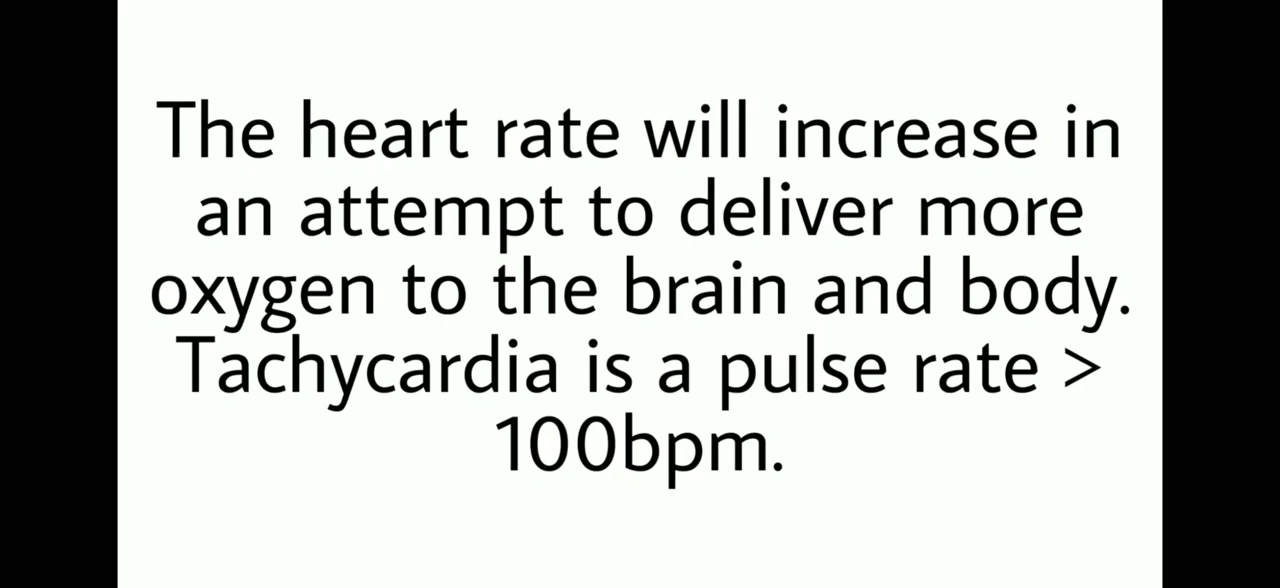 The heart rate will increase in
an attempt to deliver more
oxygen to the brain and body.
Tachycardia is a pulse rate >
100bpm.